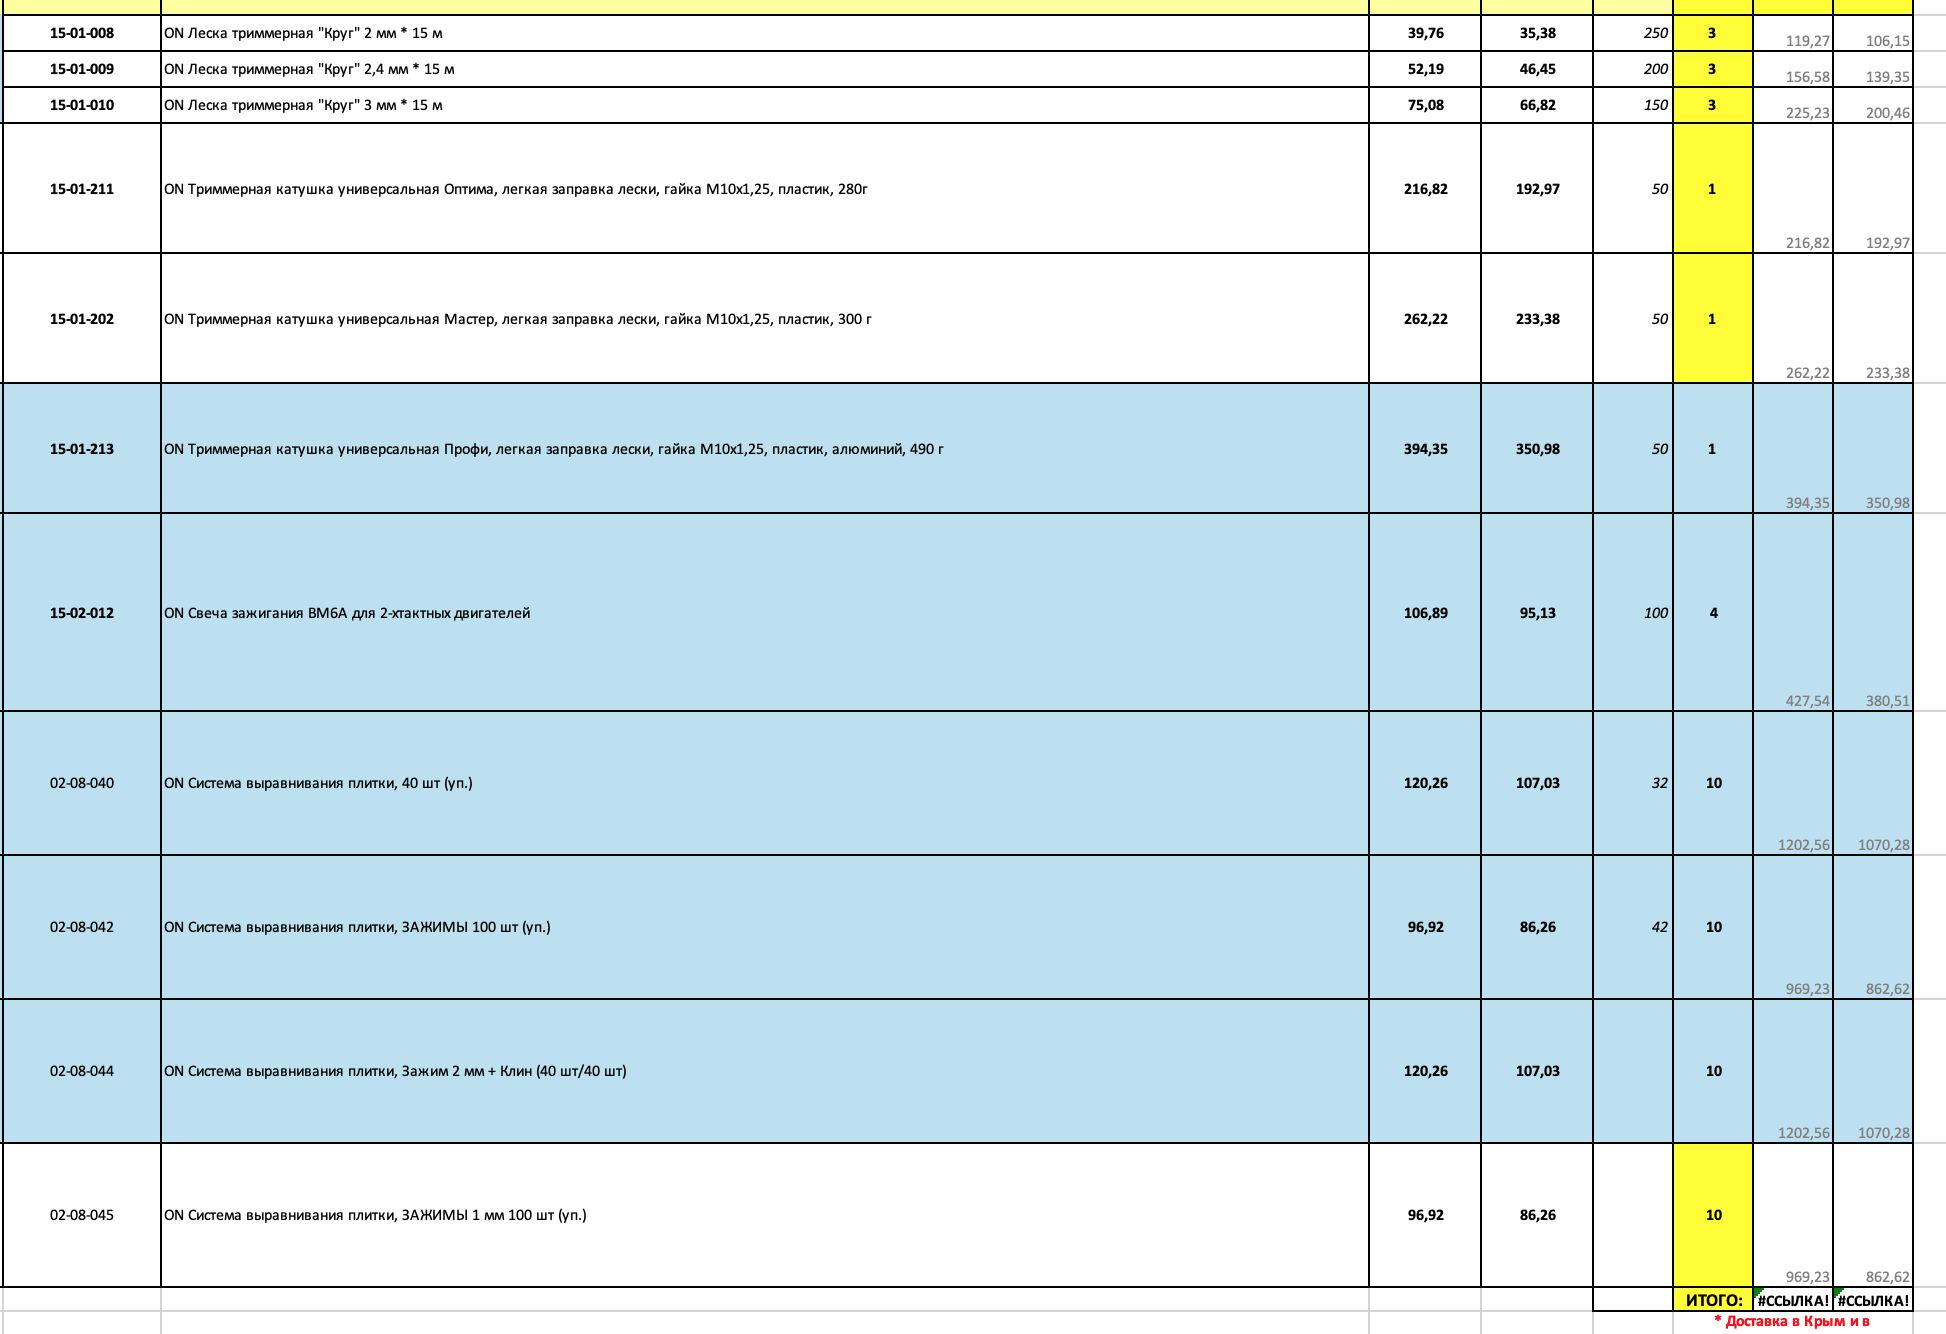 15-01-008 ON Леска триммерная "Круг" 2 мм * 15 м 39,76 35,38 250 3 119,27 106,15
15-01-009 ON Леска триммерная "Круг" 2,4 мм * 15 м 52,19 46,45 200 3 156,58 139,35
15-01-010 ON Леска триммерная "Круг" 3 мм * 15 м 75,08 66,82 150 3 225,23 200,46
15-01-211 ON Триммерная катушка универсальная Оптима, легкая заправка лески, гайка М10х1,25, пластик, 280г 216,82 192,97 50 1 216,82 192,97
15-01-202 ON Триммерная катушка универсальная Мастер, легкая заправка лески, гайка М10х1,25, пластик, 300 г 262,22 233,38 50 1 262,22 233,38
15-01-213 ON Триммерная катушка универсальная Профи, легкая заправка лески, гайка М10х1,25, пластик, алюминий, 490 г 394,35 350,98 50 1 394,35 350,98
15-02-012 ON Свеча зажигания ВМ6А для 2-хтактных двигателей 106,89 95,13 100 4 427,54 380,51
02-08-040 ON Система выравнивания плитки, 40 шт (уп.) 120,26 107,03 32 10 1202,56 1070,28
02-08-042 ON Система выравнивания плитки, ЗАЖИМЫ 100 шт (уп.) 96,92 86,26 42 10 969,23 862,62
02-08-044 ON Система выравнивания плитки, Зажим 2 мм + Клин (40 шт/40 шт) 120,26 107,03 10 1202,56 1070,28
02-08-045 ON Система выравнивания плитки, ЗАЖИМЫ 1 мм 100 шт (уп.) 96,92 86,26 10 969,23 862,62
ИТОГО: #ССЫЛКА! #ССЫЛКА!
* Доставка в Крым и в